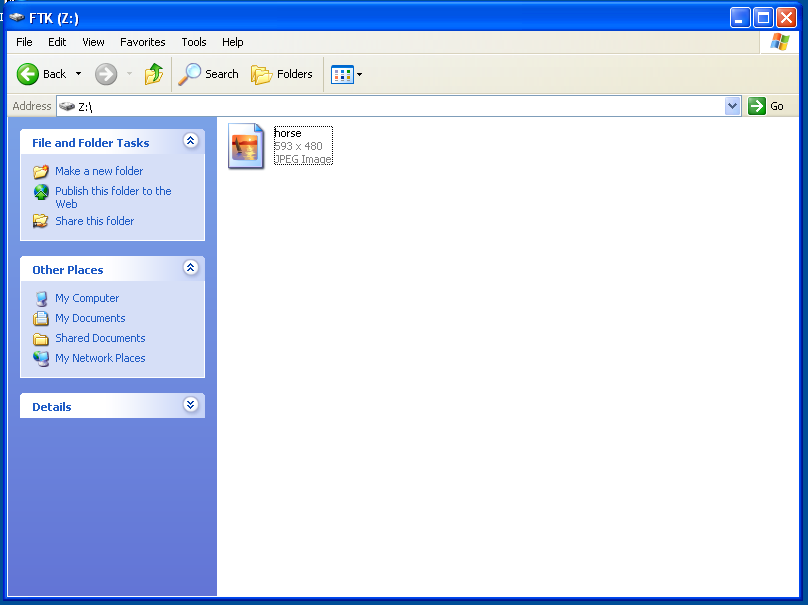 FTK (Z:)
File Edit View Favorites Tools Help
Back Search Folders
Address Z:\ Go
File and Folder Tasks
Make a new folder
Publish this folder to the
Web
Share this folder
Other Places
My Computer
My Documents
Shared Documents
My Network Places
Details
horse
593 x 480
JPEG Image